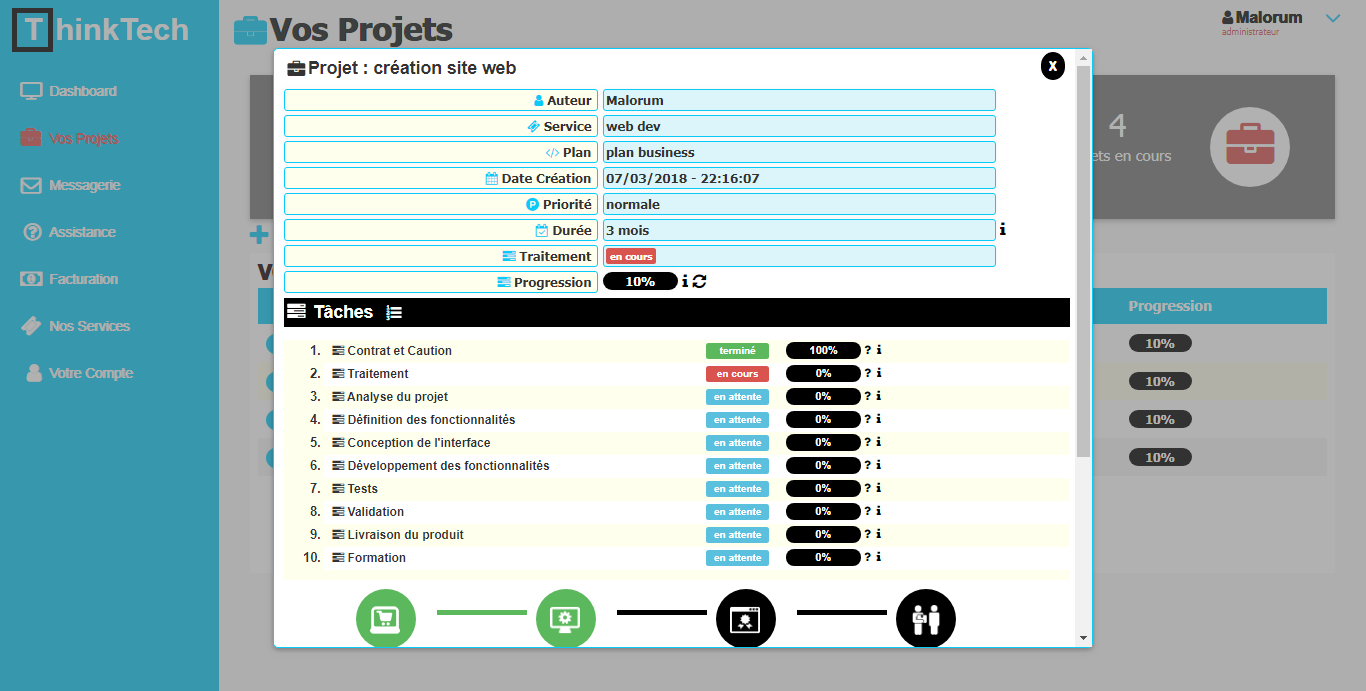 ThinkTech
Dashboard
Vos Projets
Messagerie
Assistance
Facturation
Nos Services
Votre Compte
Vos Projets
Malorum
administrateur
4
ets en cours
Progression
10%
10%
10%
10%
Projet : création site web
X
Auteur Malorum
Service web dev
</> Plan plan business
Date Création 07/03/2018 - 22:16:07
P Priorité normale
Durée 3 mois i
Traitement en cours
Progression 10% i
Tâches
1. Contrat et Caution terminé 100% ? i
2. Traitement en cours 0% ? i
3. Analyse du projet en attente 0% ? i
4. Définition des fonctionnalités en attente 0% ? i
5. Conception de l'interface en attente 0% ? i
6. Développement des fonctionnalités en attente 0% ? i
7. Tests en attente 0% ? i
8. Validation en attente 0% ? i
9. Livraison du produit en attente 0% ? i
10. Formation en attente 0% ? i